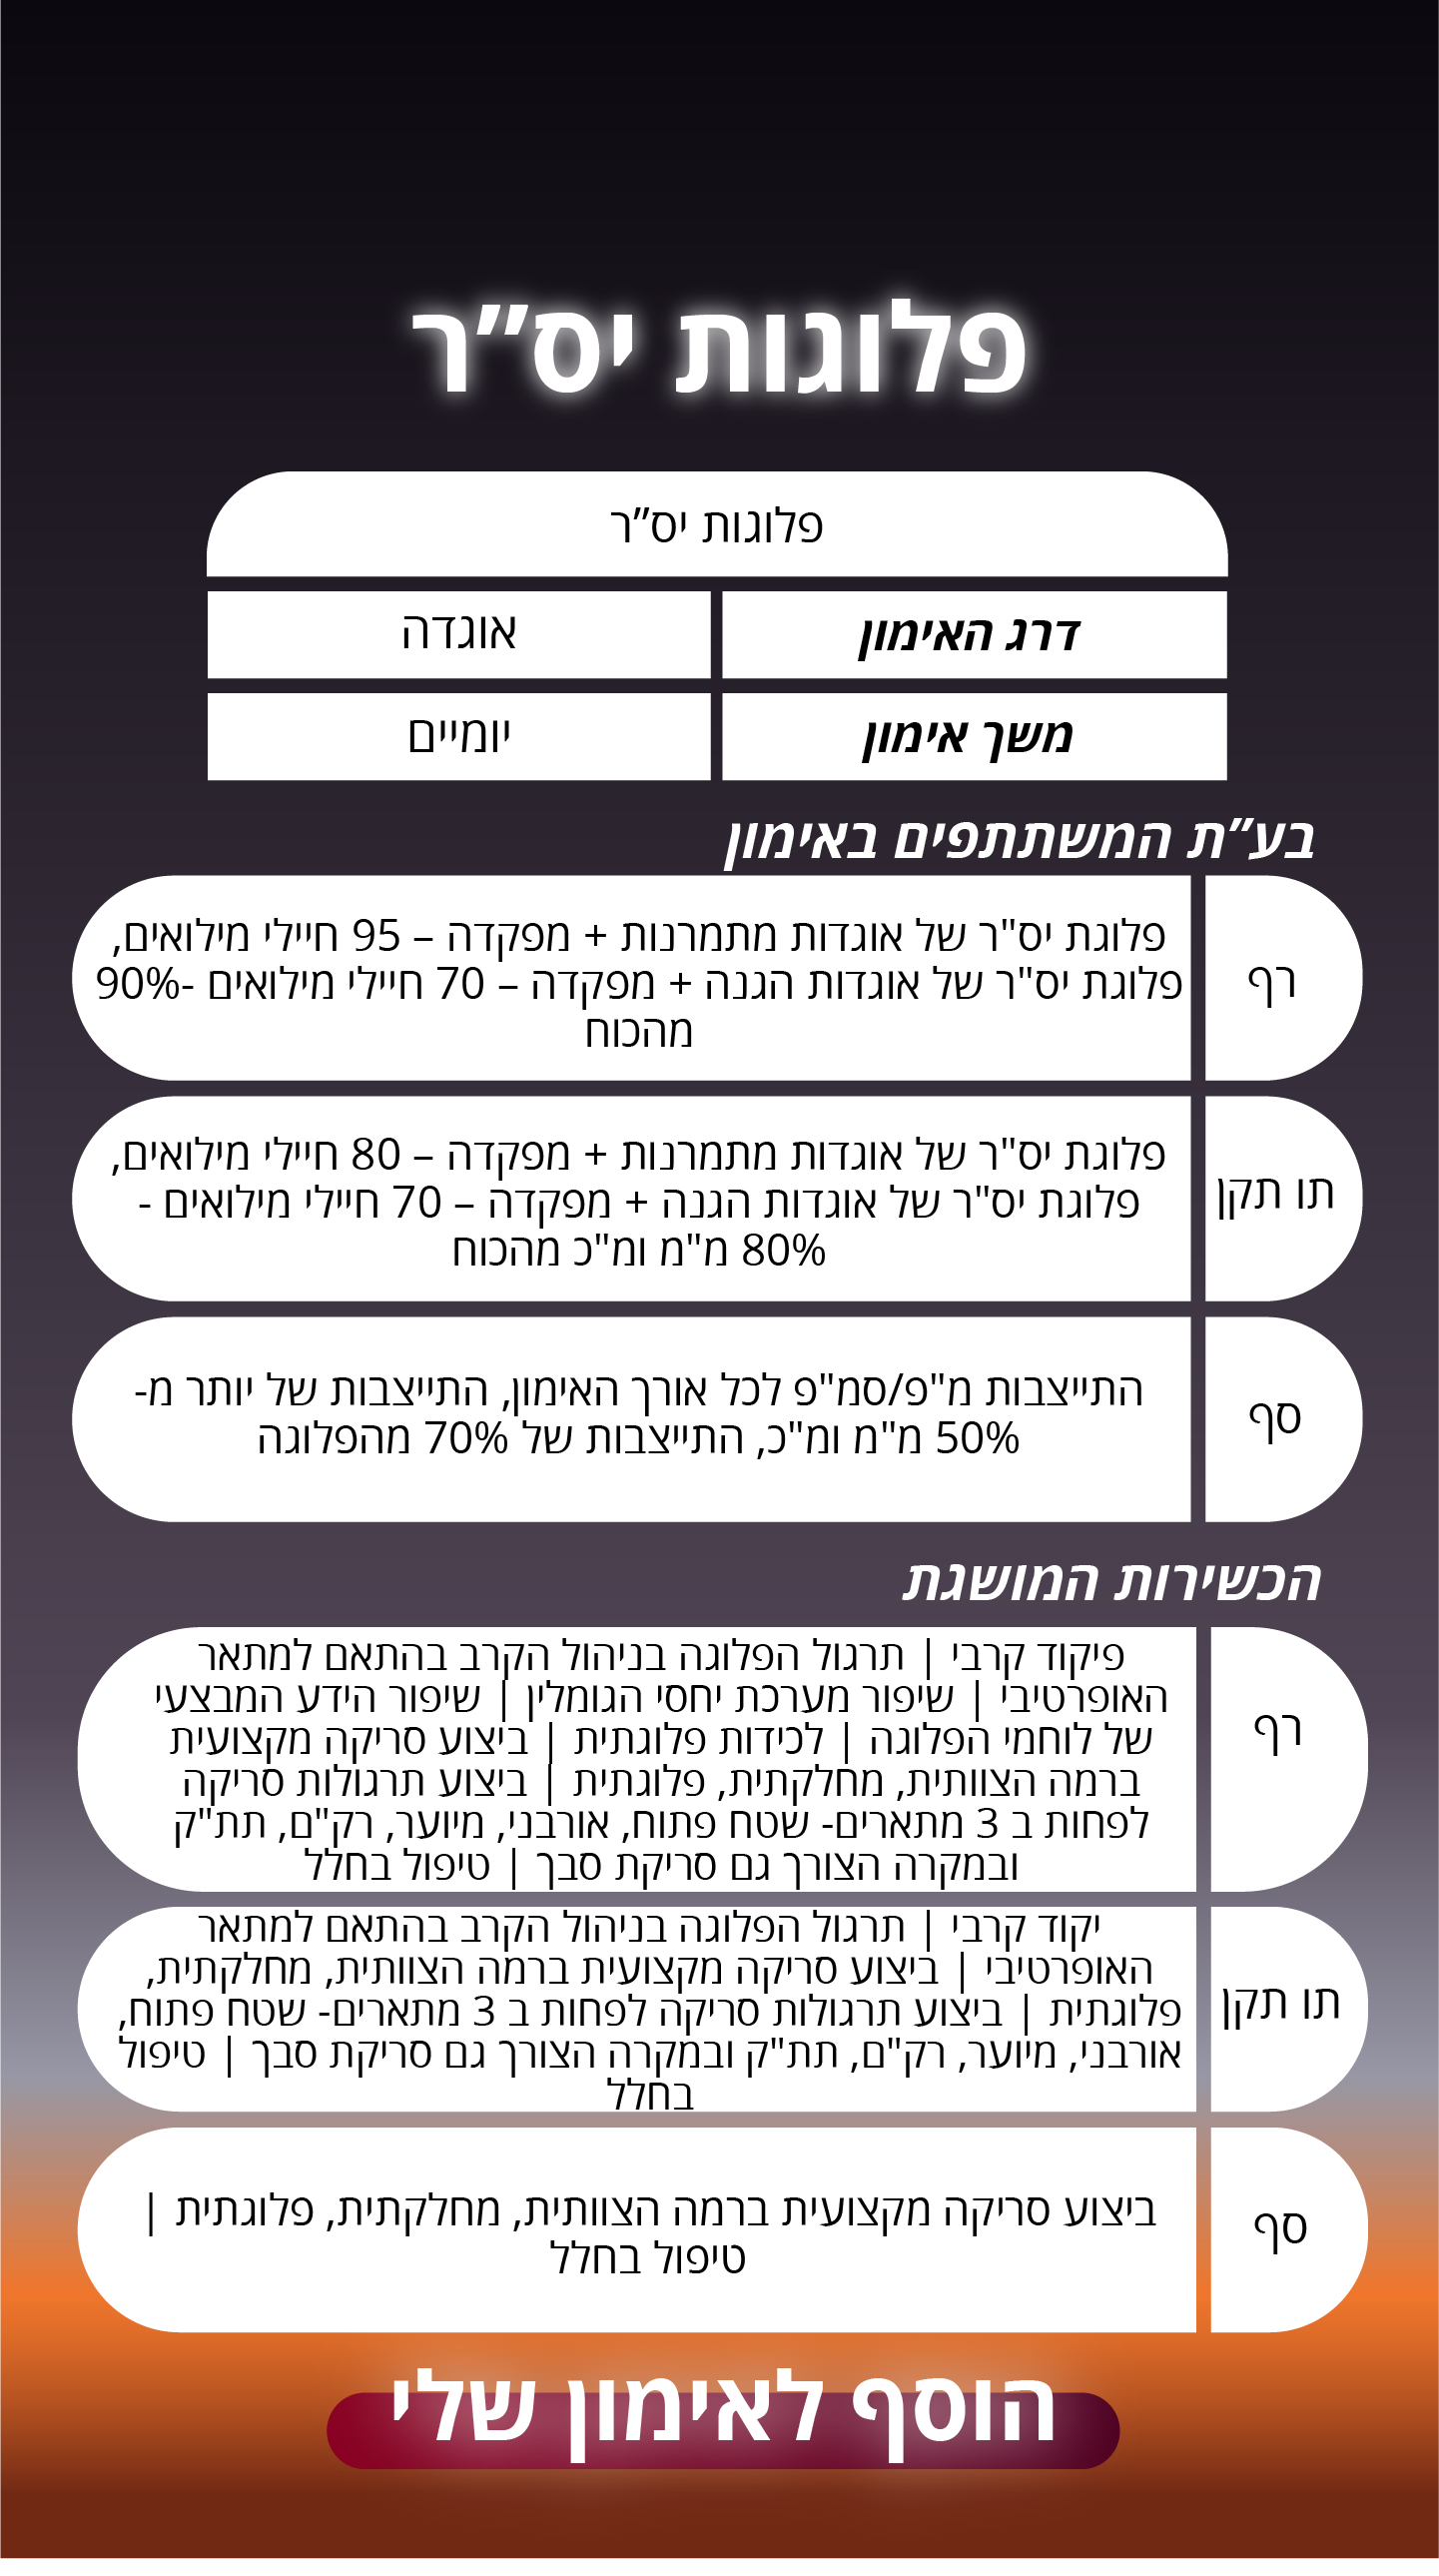 פלוגות יס”ר
פלוגות יס”ר
דרג האימון
אוגדה
משך אימון
יומיים
בע”ת המשתתפים באימון
רף
פלוגת יס"ר של אוגדות מתמרנות + מפקדה – 95 חיילי מילואים,
פלוגת יס"ר של אוגדות הגנה + מפקדה – 70 חיילי מילואים -90%
מהכוח
תו תקן
פלוגת יס"ר של אוגדות מתמרנות + מפקדה – 80 חיילי מילואים,
פלוגת יס"ר של אוגדות הגנה + מפקדה – 70 חיילי מילואים -
80% מ"מ ומ"כ מהכוח
סף
התייצבות מ"פ/סמ"פ לכל אורך האימון, התייצבות של יותר מ-
50% מ"מ ומ"כ, התייצבות של 70% מהפלוגה
הכשירות המושגת
רף
פיקוד קרבי | תרגול הפלוגה בניהול הקרב בהתאם למתאר
האופרטיבי | שיפור מערכת יחסי הגומלין | שיפור הידע המבצעי
של לוחמי הפלוגה | לכידות פלוגתית | ביצוע סריקה מקצועית
ברמה הצוותית, מחלקתית, פלוגתית | ביצוע תרגולות סריקה
לפחות ב 3 מתארים- שטח פתוח, אורבני, מיוער, רק"ם, תת"ק
ובמקרה הצורך גם סריקת סבך | טיפול בחלל
תו תקן
יקוד קרבי | תרגול הפלוגה בניהול הקרב בהתאם למתאר
האופרטיבי | ביצוע סריקה מקצועית ברמה הצוותית, מחלקתית,
פלוגתית | ביצוע תרגולות סריקה לפחות ב 3 מתארים- שטח פתוח,
אורבני, מיוער, רק"ם, תת"ק ובמקרה הצורך גם סריקת סבך | טיפול
בחלל
סף
ביצוע סריקה מקצועית ברמה הצוותית, מחלקתית, פלוגתית |
טיפול בחלל
הוסף לאימון שלי